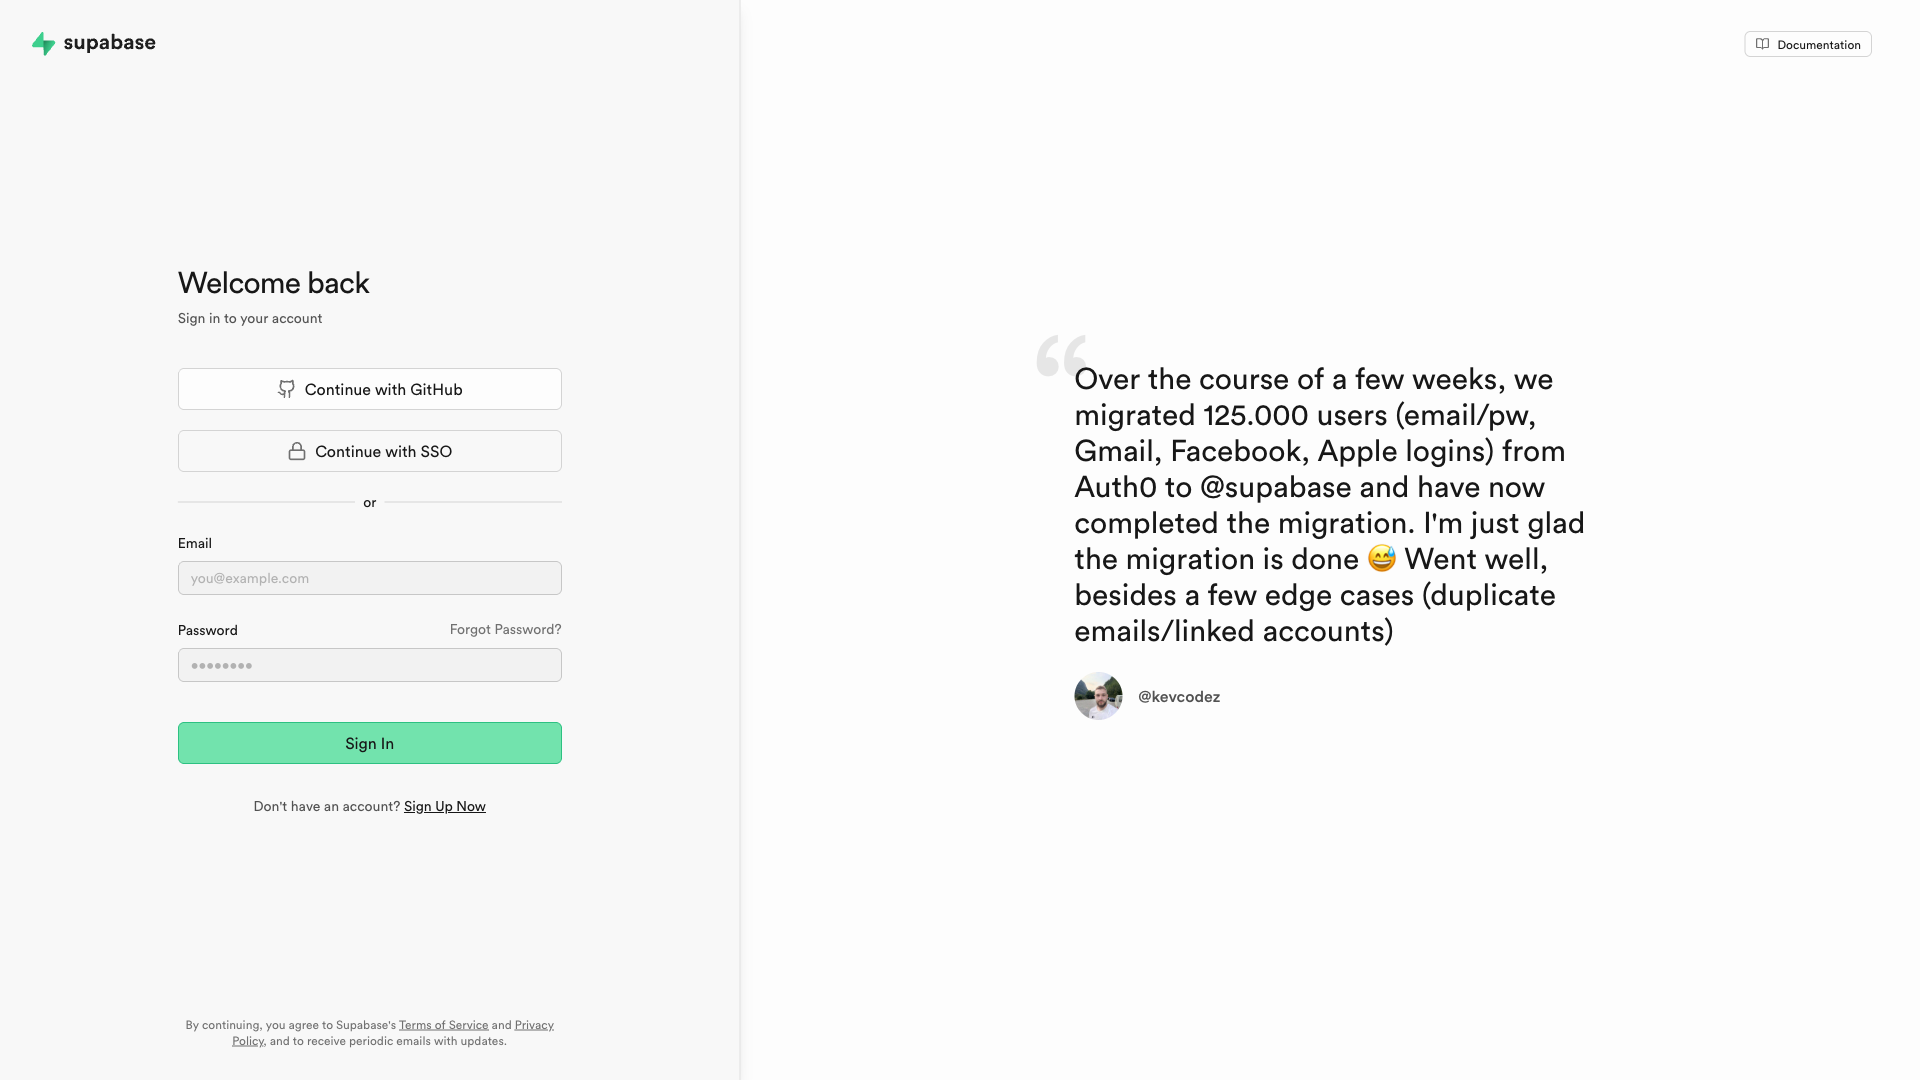 supabase
Documentation
Welcome back
Sign in to your account
Continue with GitHub
Continue with SSO
or
Email
you@example.com
Password
Forgot Password?
••••••••
Sign In
Don't have an account? Sign Up Now
By continuing, you agree to Supabase's Terms of Service and Privacy
Policy, and to receive periodic emails with updates.
“
Over the course of a few weeks, we
migrated 125.000 users (email/pw,
Gmail, Facebook, Apple logins) from
Auth0 to @supabase and have now
completed the migration. I'm just glad
the migration is done 😅 Went well,
besides a few edge cases (duplicate
emails/linked accounts)
@kevcodez